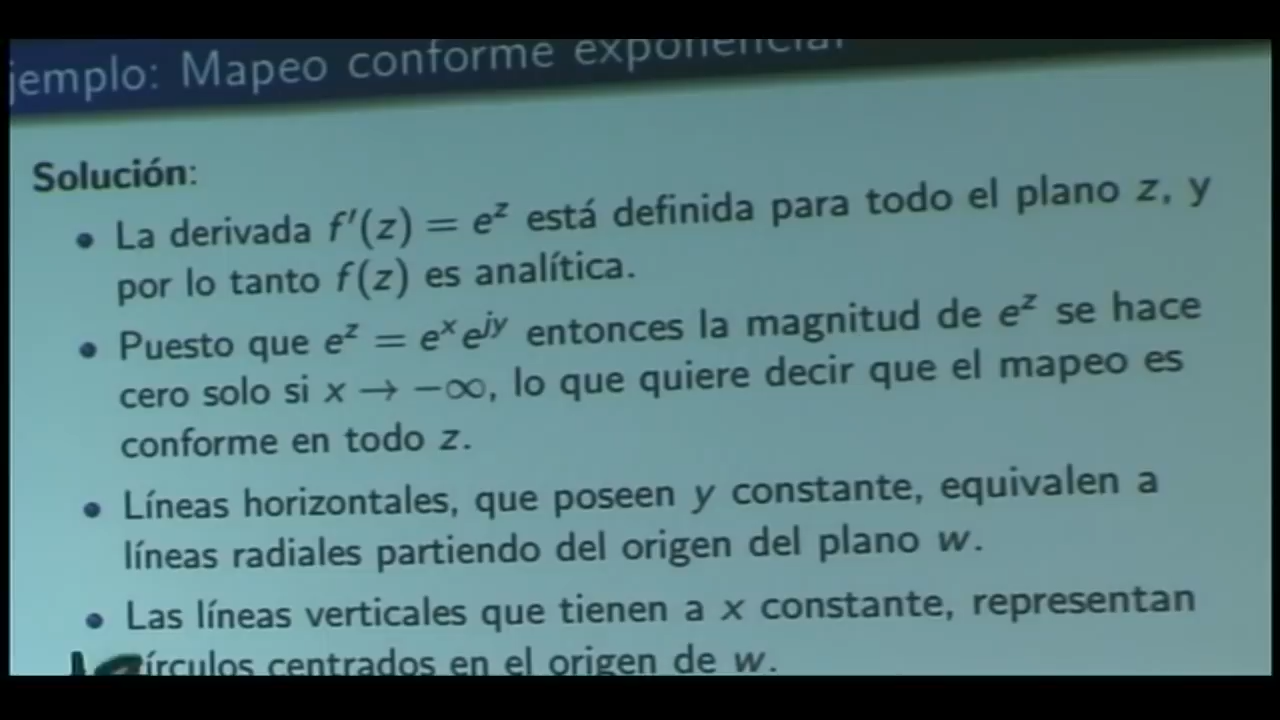 jemplo: Mapeo conforme exponencial
Solución:
• La derivada f′(z) = e^z está definida para todo el plano z, y
por lo tanto f(z) es analítica.
• Puesto que e^z = e^x e^{jy} entonces la magnitud de e^z se hace
cero solo si x → −∞, lo que quiere decir que el mapeo es
conforme en todo z.
• Líneas horizontales, que poseen y constante, equivalen a
líneas radiales partiendo del origen del plano w.
• Las líneas verticales que tienen a x constante, representan
írculos centrados en el origen de w.